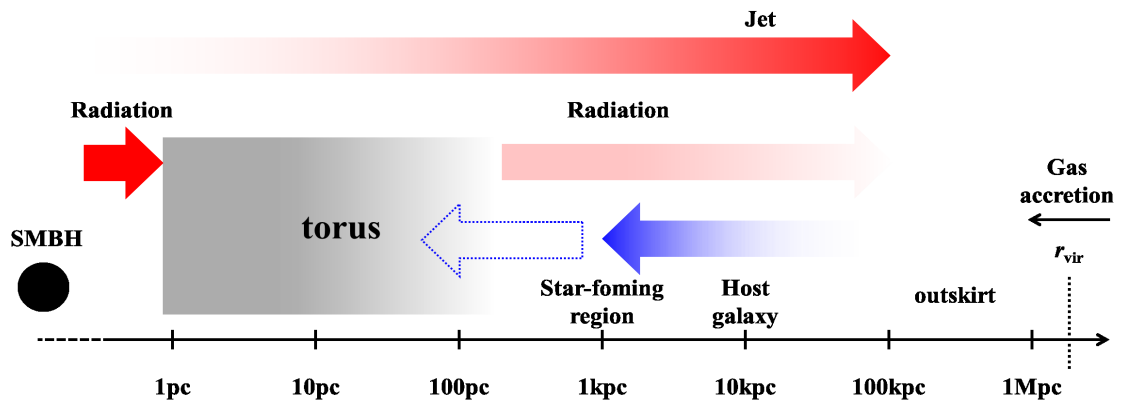 Jet
Radiation
Radiation
Gas
accretion
torus
SMBH
r_vir
Star-foming
region
Host
galaxy
outskirt
1pc
10pc
100pc
1kpc
10kpc
100kpc
1Mpc